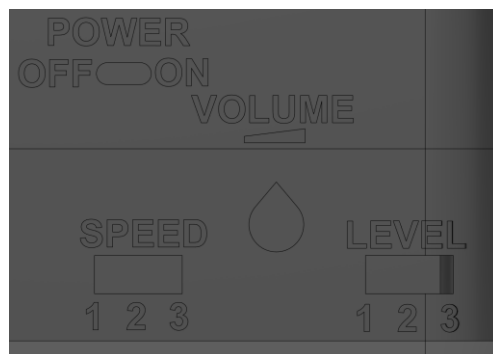 POWER
OFF ON
VOLUME
SPEED
LEVEL
1 2 3
1 2 3